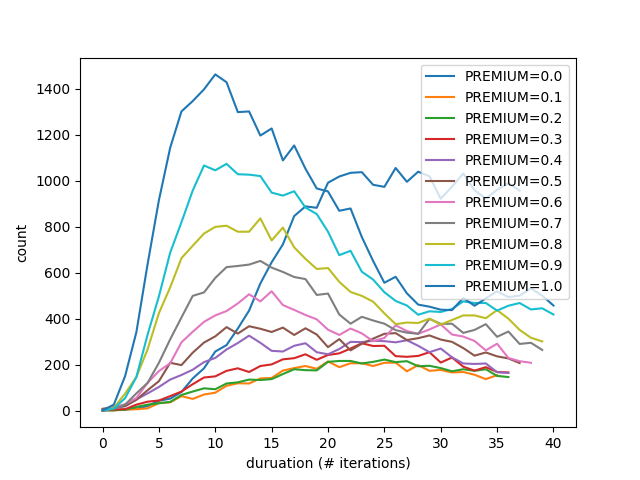 1400
1200
1000
800
600
400
200
0
count
0 5 10 15 20 25 30 35 40
duruation (# iterations)
PREMIUM=0.0
PREMIUM=0.1
PREMIUM=0.2
PREMIUM=0.3
PREMIUM=0.4
PREMIUM=0.5
PREMIUM=0.6
PREMIUM=0.7
PREMIUM=0.8
PREMIUM=0.9
PREMIUM=1.0